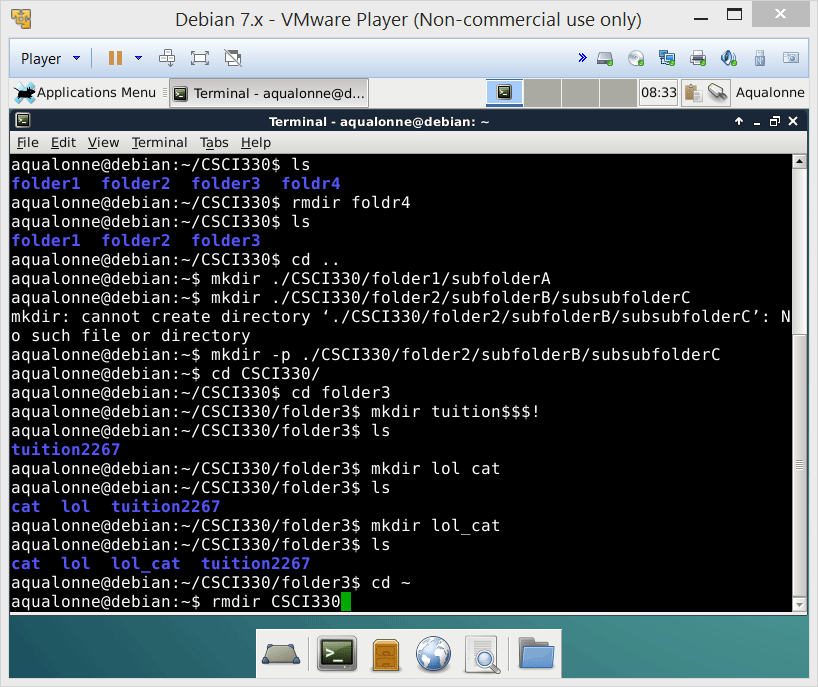 Debian 7.x - VMware Player (Non-commercial use only)
Player
Applications Menu
Terminal - aqualonne@d...
08:33
Aqualonne
Terminal - aqualonne@debian: ~
File Edit View Terminal Tabs Help
aqualonne@debian:~/CSCI330$ ls
folder1 folder2 folder3 foldr4
aqualonne@debian:~/CSCI330$ rmdir foldr4
aqualonne@debian:~/CSCI330$ ls
folder1 folder2 folder3
aqualonne@debian:~/CSCI330$ cd ..
aqualonne@debian:~$ mkdir ./CSCI330/folder1/subfolderA
aqualonne@debian:~$ mkdir ./CSCI330/folder2/subfolderB/subsubfolderC
mkdir: cannot create directory ‘./CSCI330/folder2/subfolderB/subsubfolderC’: N
o such file or directory
aqualonne@debian:~$ mkdir -p ./CSCI330/folder2/subfolderB/subsubfolderC
aqualonne@debian:~$ cd CSCI330/
aqualonne@debian:~/CSCI330$ cd folder3
aqualonne@debian:~/CSCI330/folder3$ mkdir tuition$$$!
aqualonne@debian:~/CSCI330/folder3$ ls
tuition2267
aqualonne@debian:~/CSCI330/folder3$ mkdir lol cat
aqualonne@debian:~/CSCI330/folder3$ ls
cat lol tuition2267
aqualonne@debian:~/CSCI330/folder3$ mkdir lol_cat
aqualonne@debian:~/CSCI330/folder3$ ls
cat lol lol_cat tuition2267
aqualonne@debian:~/CSCI330/folder3$ cd ~
aqualonne@debian:~$ rmdir CSCI330